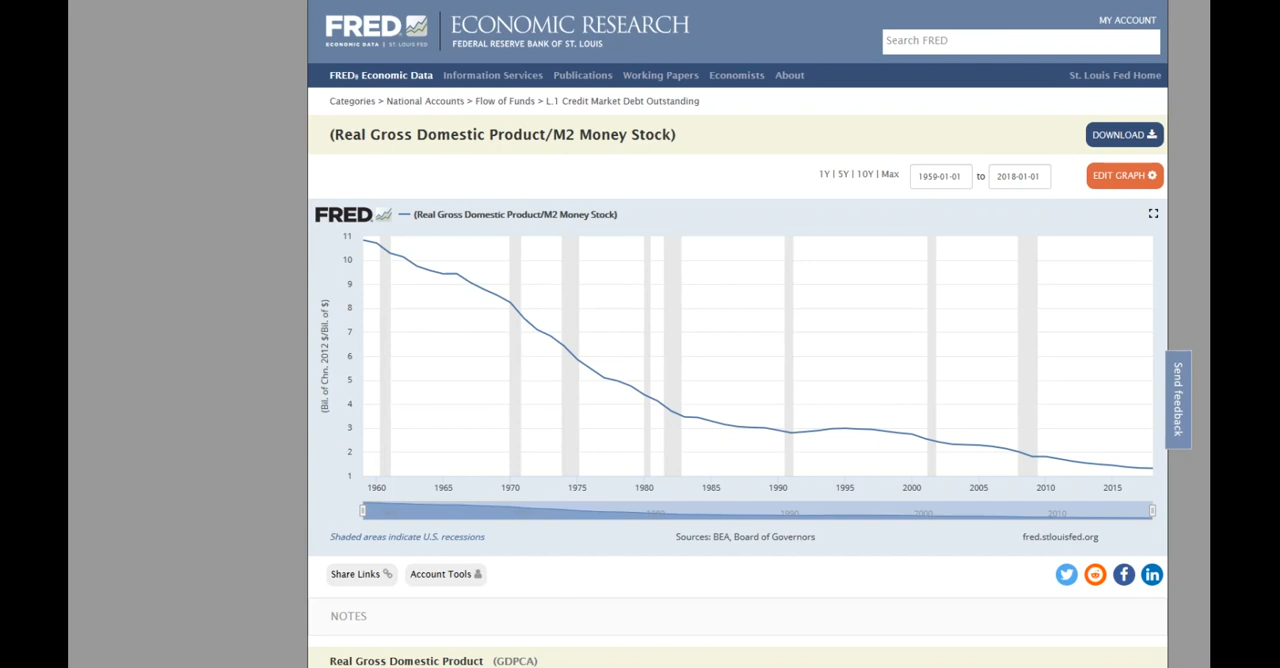 FRED
ECONOMIC DATA | ST. LOUIS FED
ECONOMIC RESEARCH
FEDERAL RESERVE BANK OF ST. LOUIS
MY ACCOUNT
Search FRED
FRED® Economic Data Information Services Publications Working Papers Economists About St. Louis Fed Home
Categories > National Accounts > Flow of Funds > L.1 Credit Market Debt Outstanding
(Real Gross Domestic Product/M2 Money Stock)
DOWNLOAD
1Y | 5Y | 10Y | Max 1959-01-01 to 2018-01-01
EDIT GRAPH
FRED — (Real Gross Domestic Product/M2 Money Stock)
(Bil. of Chn. 2012 $/Bil. of $)
11
10
9
8
7
6
5
4
3
2
1
1960 1965 1970 1975 1980 1985 1990 1995 2000 2005 2010 2015
1980 1990 2000 2010
Shaded areas indicate U.S. recessions Sources: BEA, Board of Governors fred.stlouisfed.org
Send feedback
Share Links Account Tools
NOTES
Real Gross Domestic Product (GDPCA)